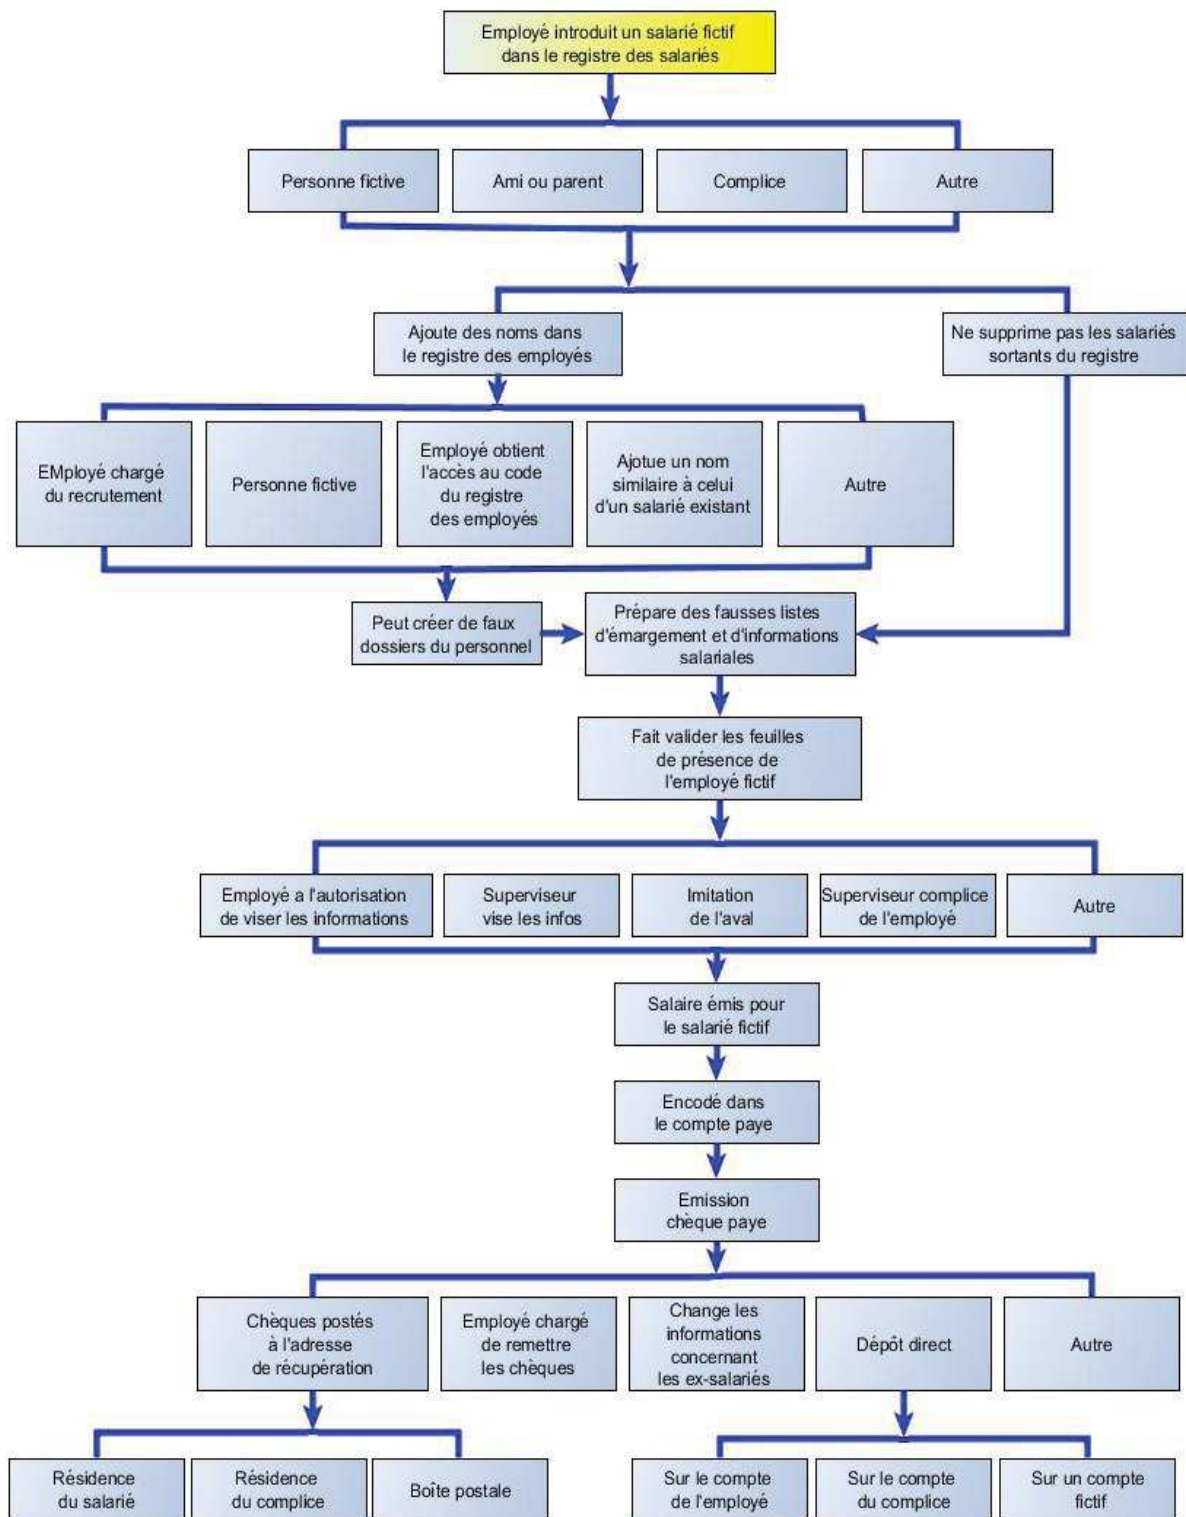 Employé introduit un salarié fictif
dans le registre des salariés
Personne fictive
Ami ou parent
Complice
Autre
Ajoute des noms dans
le registre des employés
Ne supprime pas les salariés
sortants du registre
EMployé chargé
du recrutement
Personne fictive
Employé obtient
l'accès au code
du registre
des employés
Ajotue un nom
similaire à celui
d'un salarié existant
Autre
Peut créer de faux
dossiers du personnel
Prépare des fausses listes
d'émargement et d'informations
salariales
Fait valider les feuilles
de présence de
l'employé fictif
Employé a l'autorisation
de viser les informations
Superviseur
vise les infos
Imitation
de l'aval
Superviseur complice
de l'employé
Autre
Salaire émis pour
le salarié fictif
Encodé dans
le compte paye
Emission
chèque paye
Chèques postés
à l'adresse
de récupération
Employé chargé
de remettre
les chèques
Change les
informations
concernant
les ex-salariés
Dépôt direct
Autre
Résidence
du salarié
Résidence
du complice
Boîte postale
Sur le compte
de l'employé
Sur le compte
du complice
Sur un compte
fictif